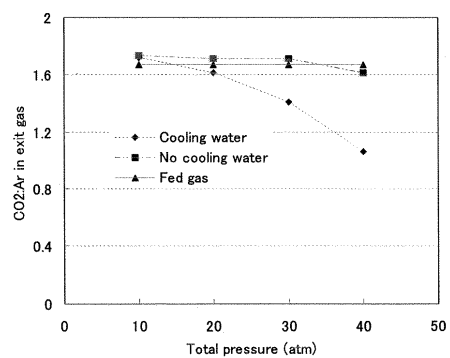 2
1.6
1.2
0.8
0.4
0
CO2:Ar in exit gas
Cooling water
No cooling water
Fed gas
0 10 20 30 40 50
Total pressure (atm)